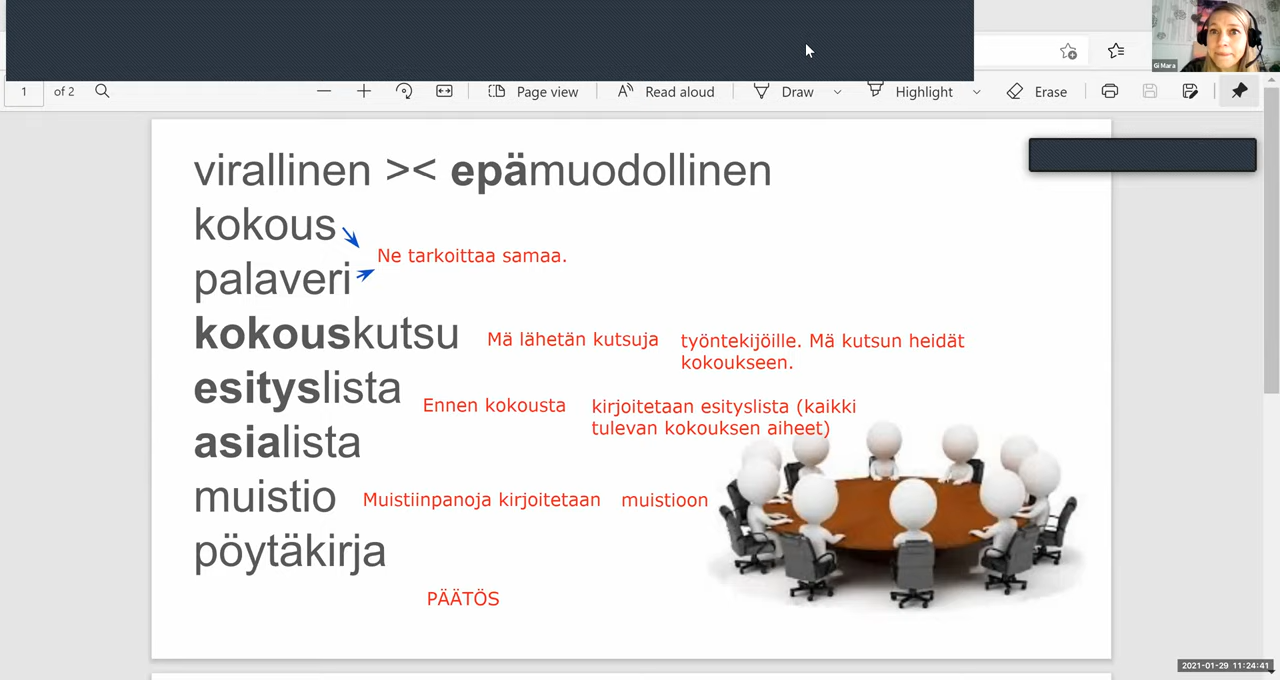 Gi Mara
1
of 2
Page view
Read aloud
Draw
Highlight
Erase
virallinen >< epämuodollinen
kokous
Ne tarkoittaa samaa.
palaveri
kokouskutsu
Mä lähetän kutsuja
työntekijöille. Mä kutsun heidät
kokoukseen.
esityslista
Ennen kokousta
kirjoitetaan esityslista (kaikki
tulevan kokouksen aiheet)
asialista
muistio
Muistiinpanoja kirjoitetaan
muistioon
pöytäkirja
PÄÄTÖS
2021-01-29 11:24:41